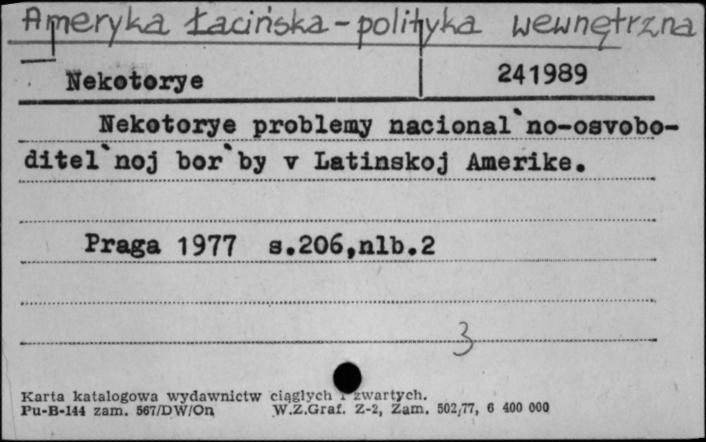 Ameryka Łacińska - polityka wewnętrzna
Nekotorye 241989
Nekotorye problemy nacional`no-osvobo-
ditel`noj bor`by v Latinskoj Amerike.
Praga 1977 s.206,nlb.2
3
Karta katalogowa wydawnictw ciągłych i zwartych.
Pu-B-144 zam. 567/DW/On W.Z.Graf. Z-2, Zam. 502/77, 6 400 000